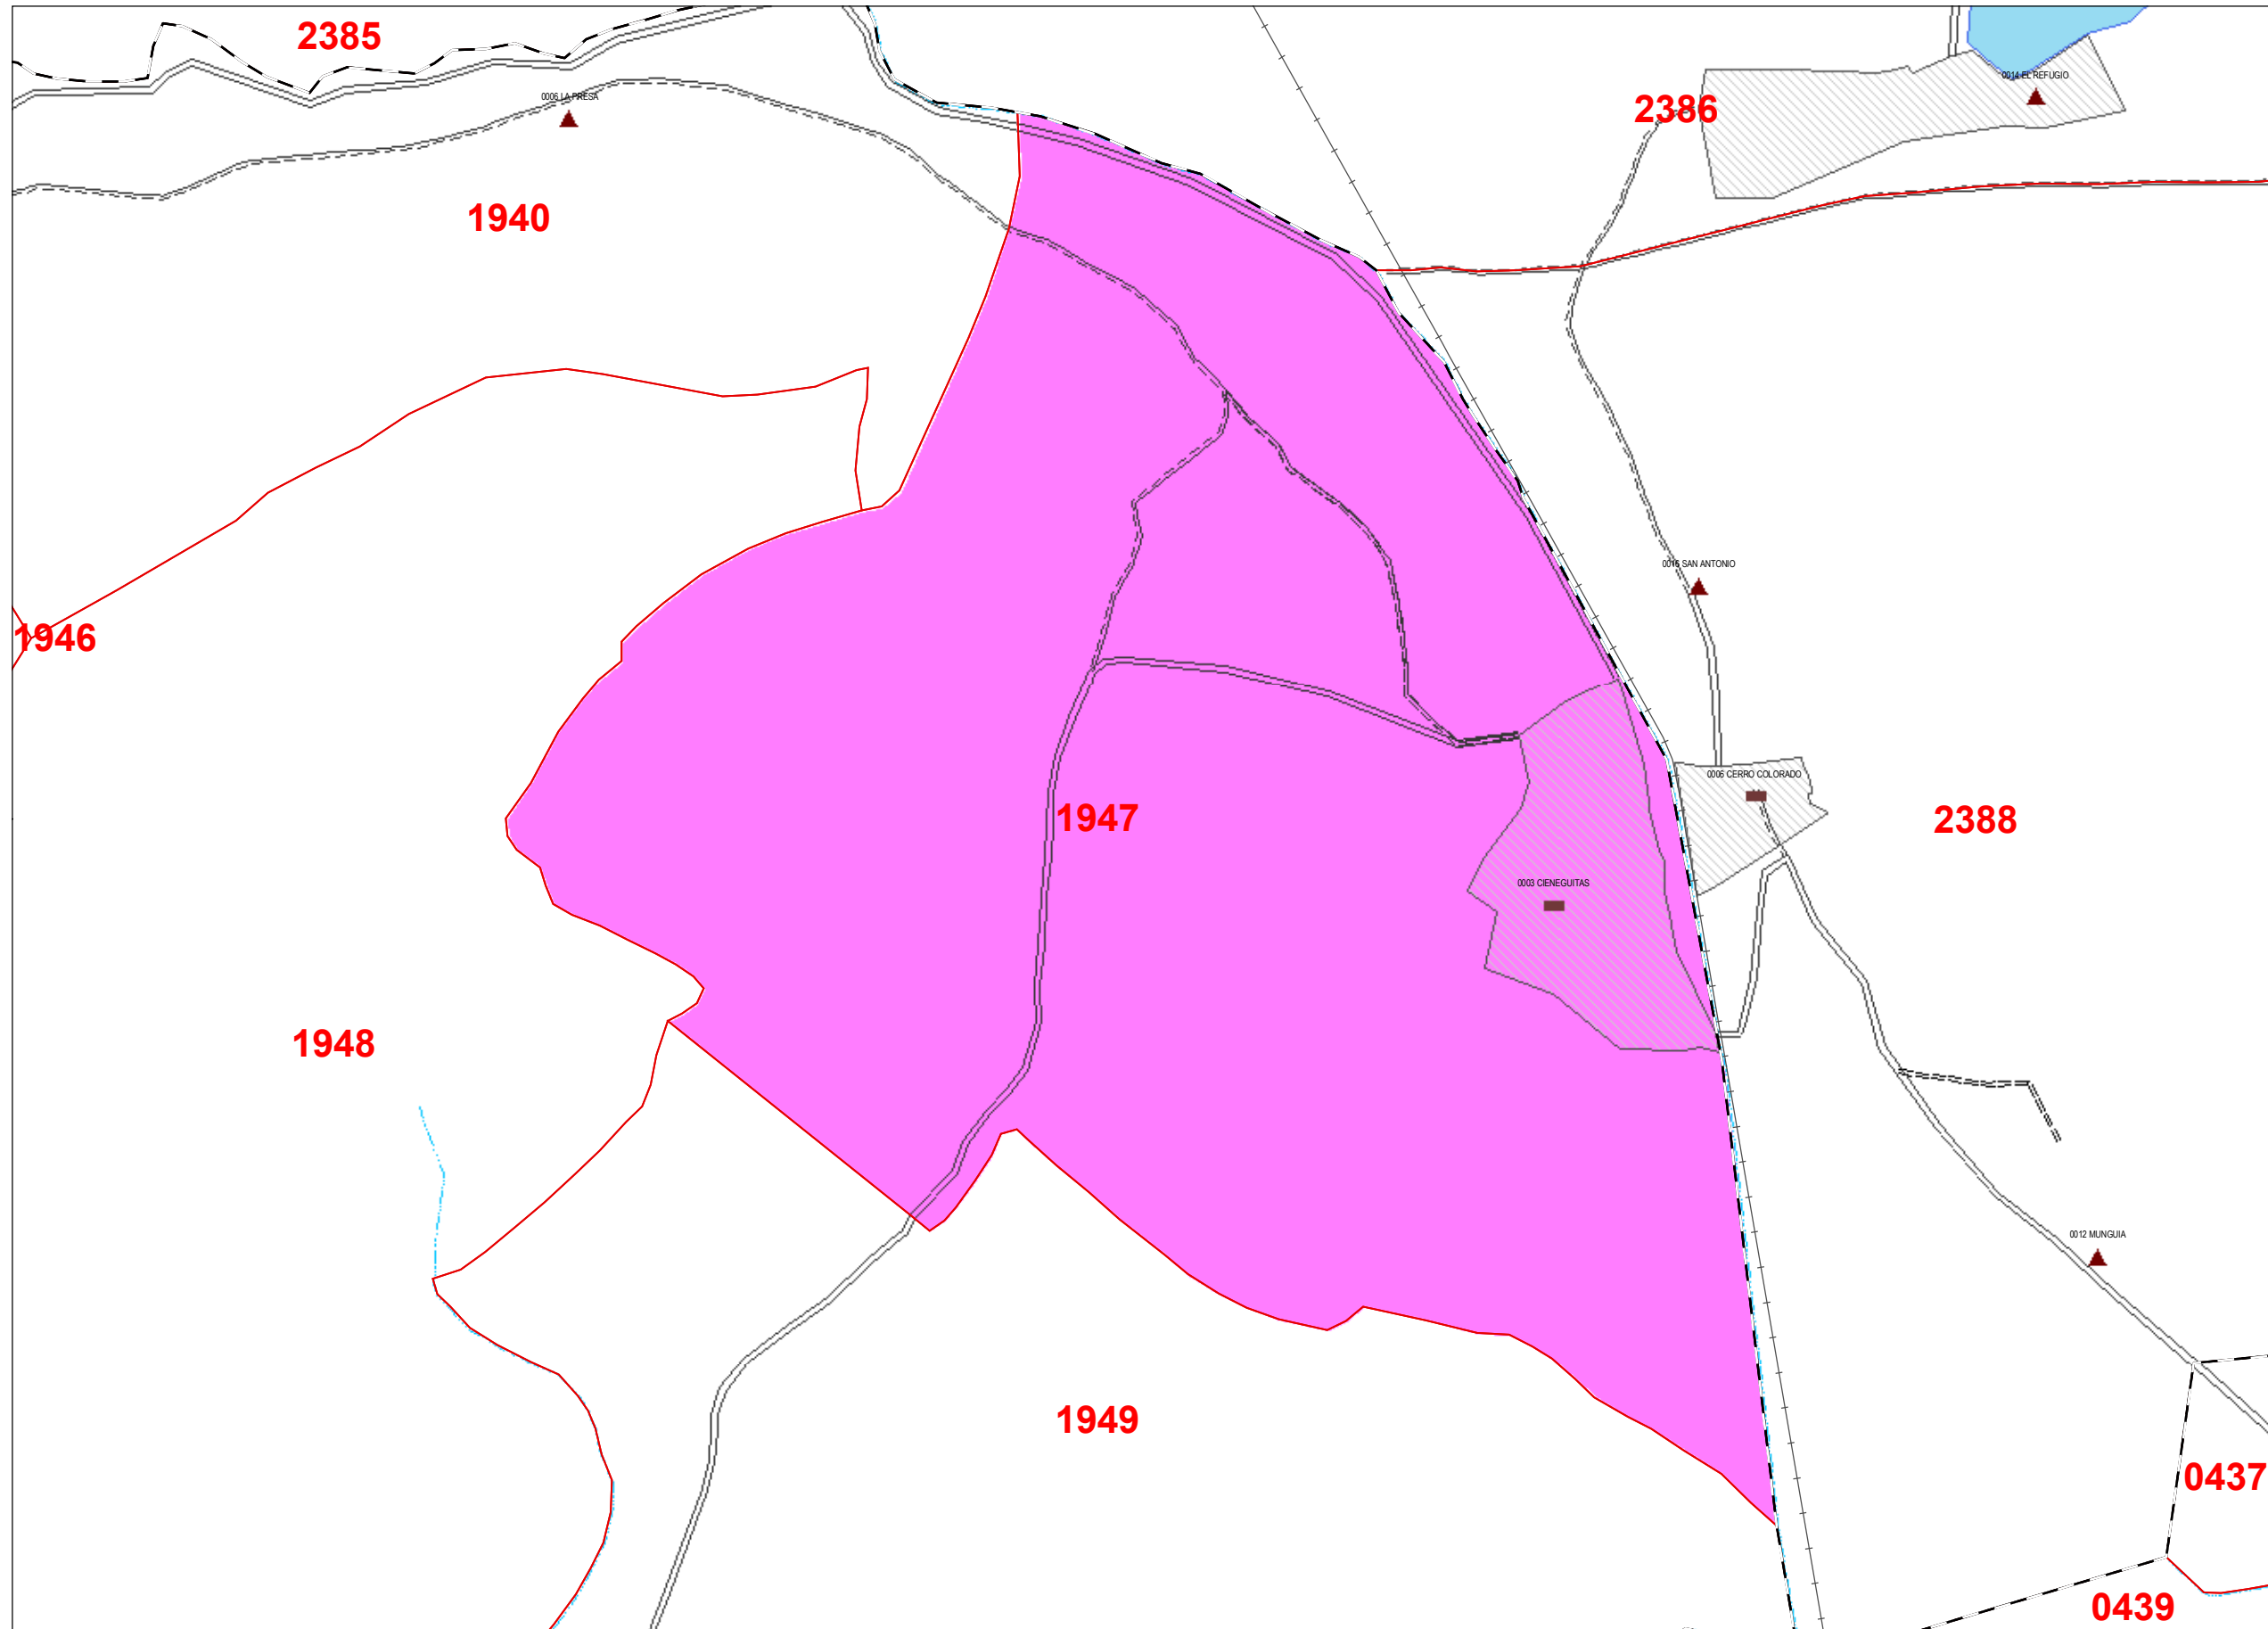 2385
0014 EL REFUGIO
0006 LA PRESA
2386
1940
0016 SAN ANTONIO
1946
0006 CERRO COLORADO
1947
2388
0003 CIENEGUITAS
1948
0012 MUNGUIA
1949
0437
0439